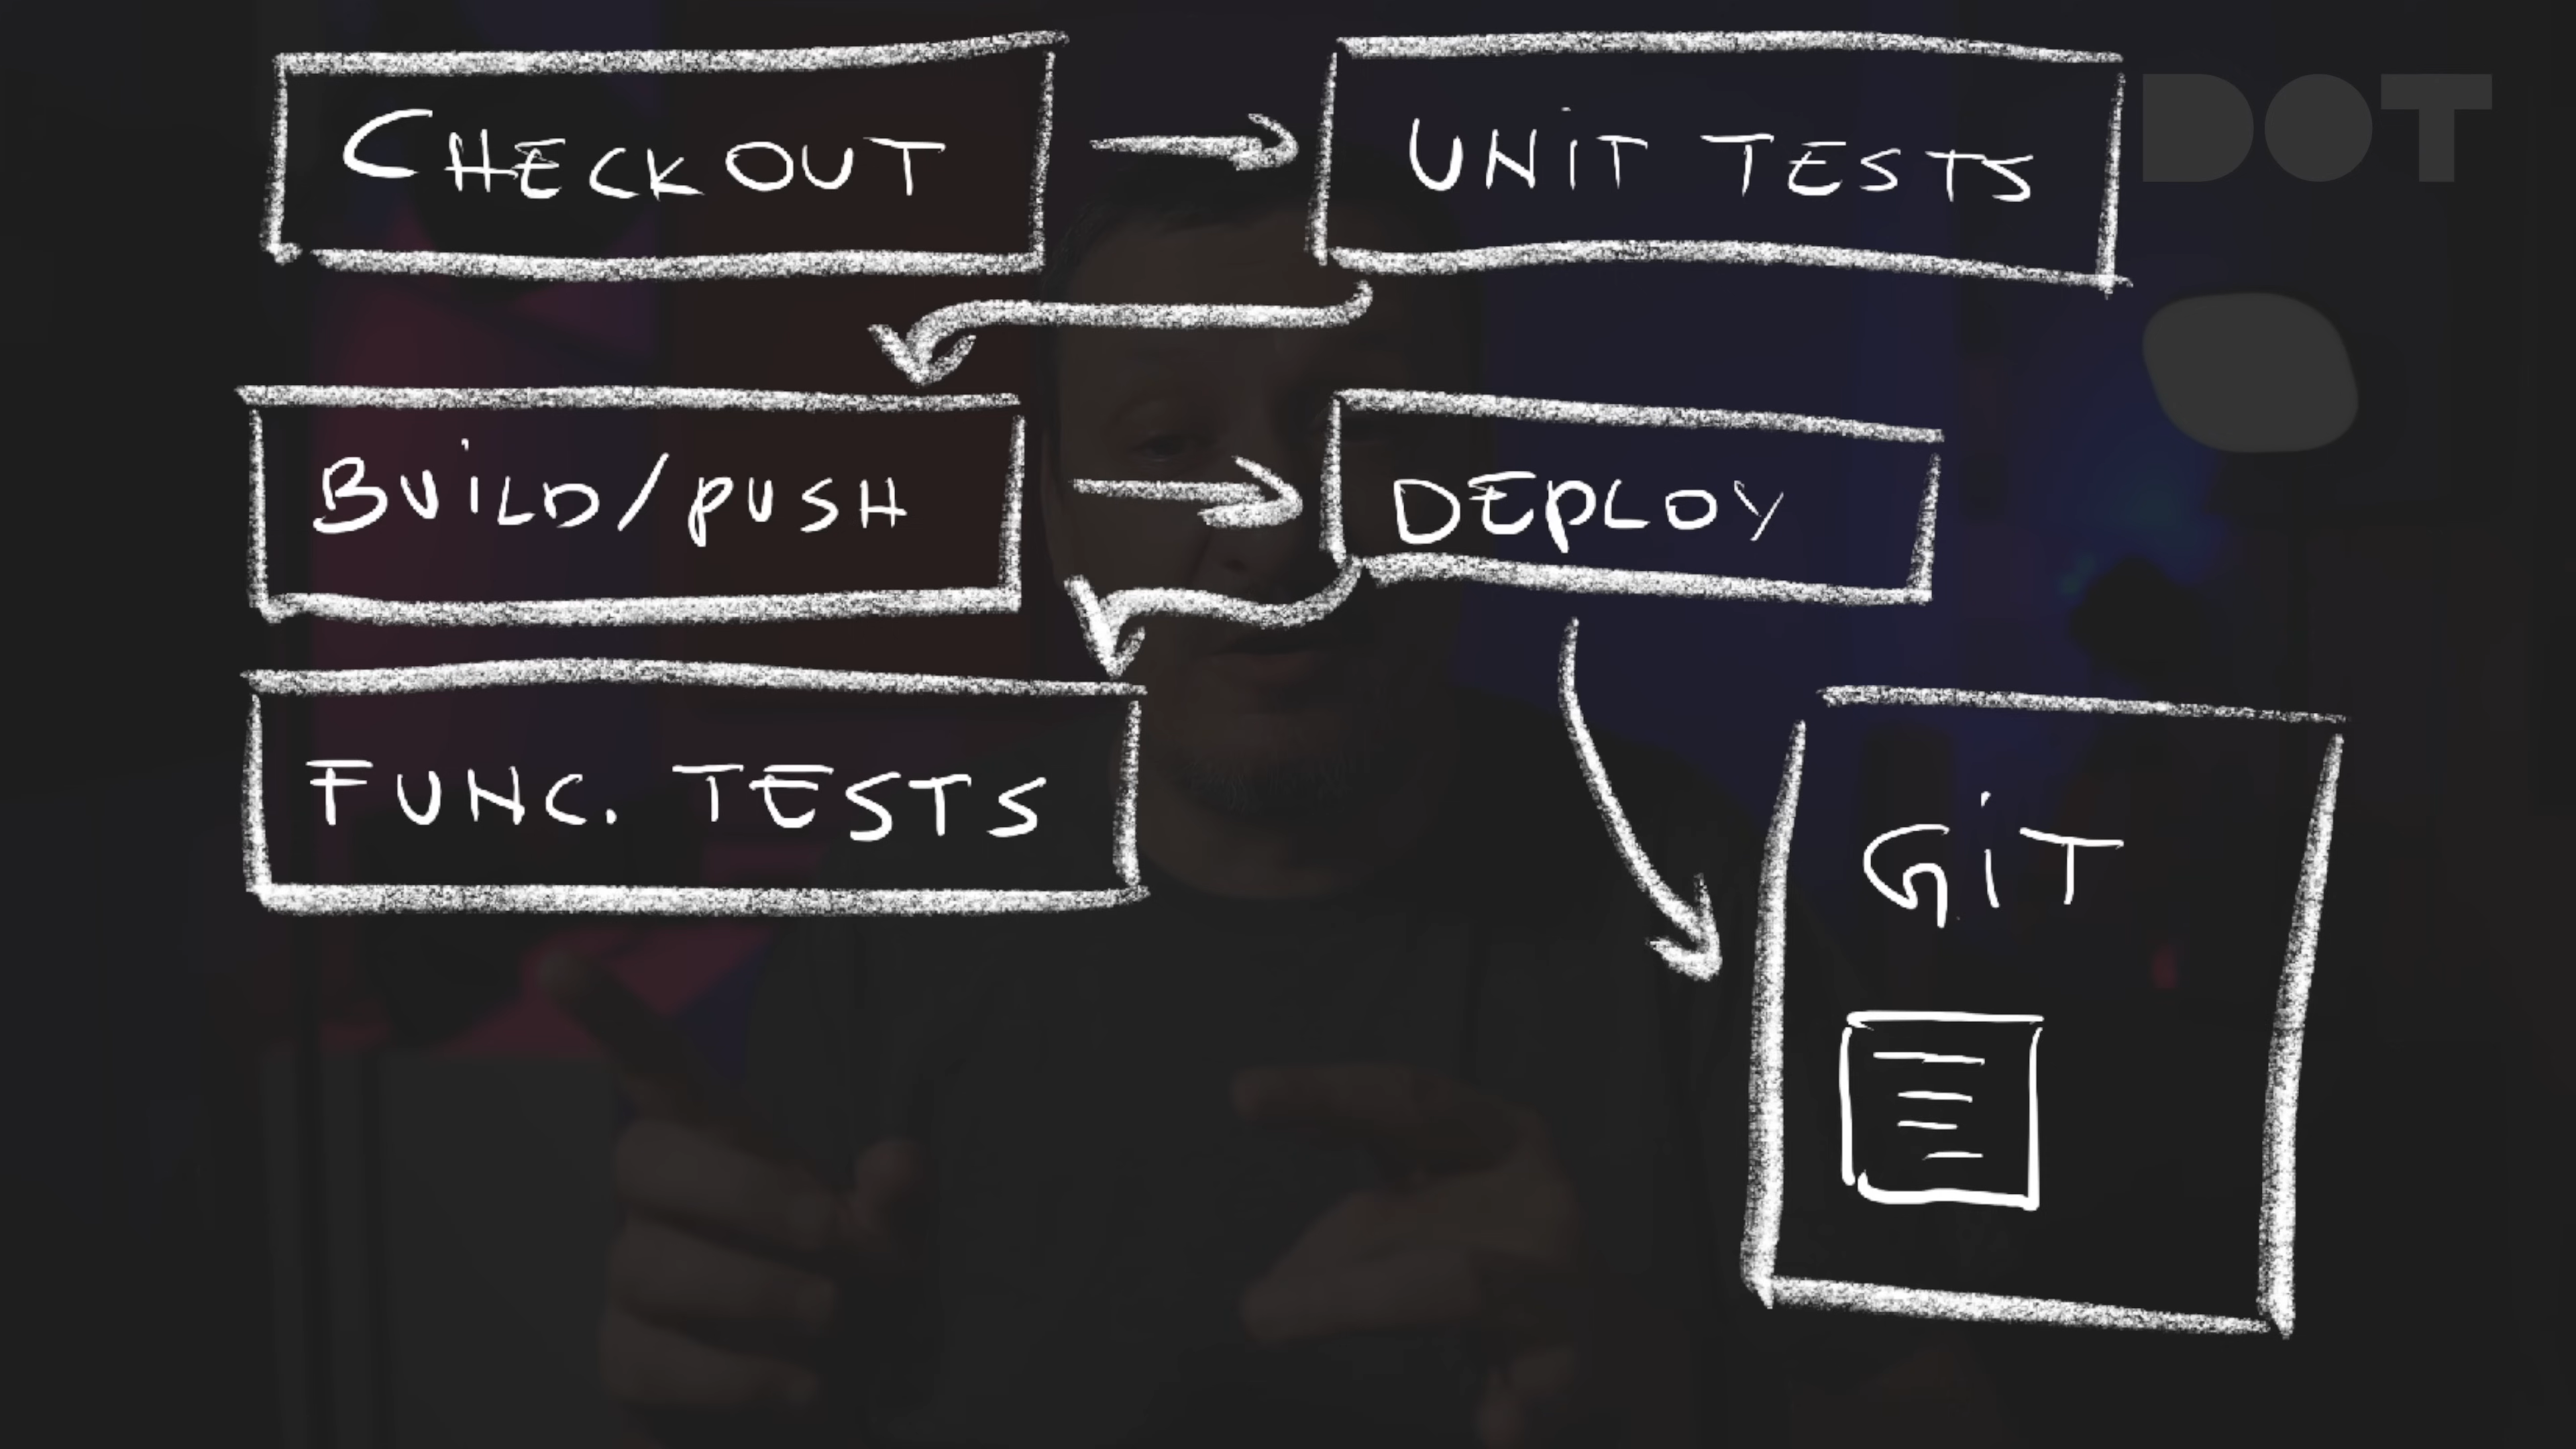 CHECKOUT
UNIT TESTS
DOT
BUILD/PUSH
DEPLOY
FUNC. TESTS
GIT